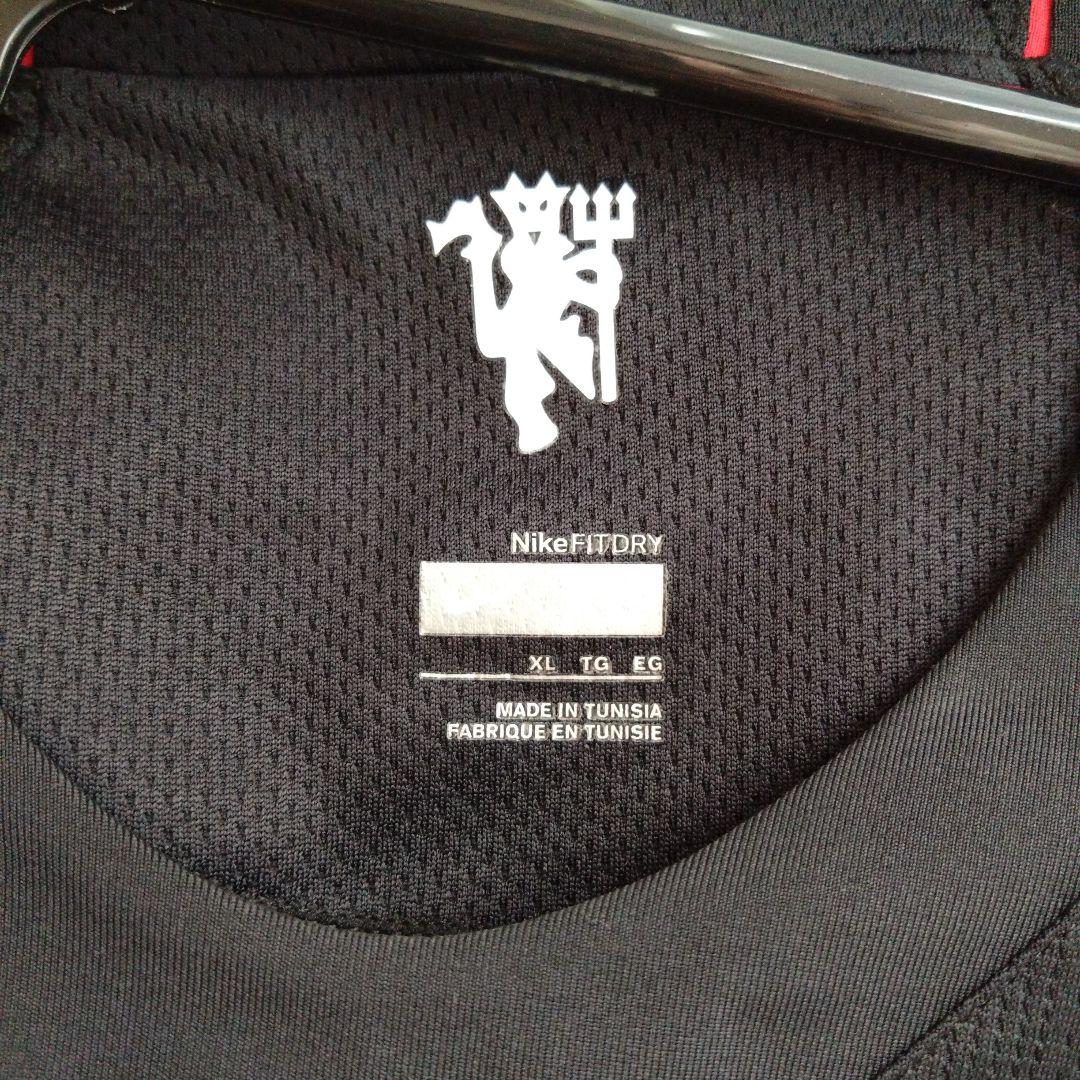 NikeFITDRY
XL TG EG
MADE IN TUNISIA
FABRIQUE EN TUNISIE